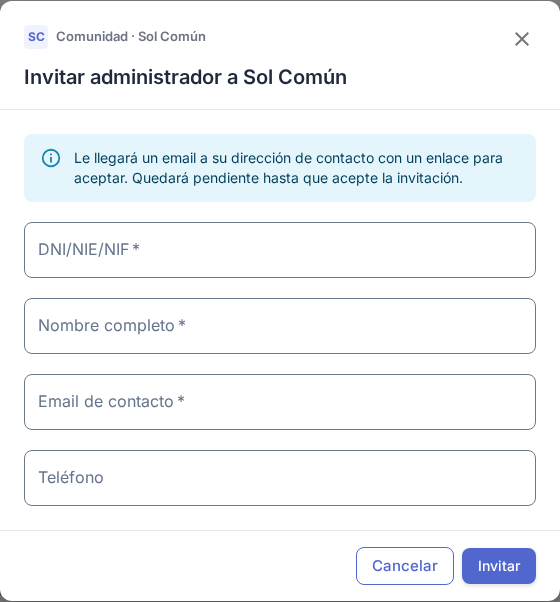 SC Comunidad · Sol Común
Invitar administrador a Sol Común
Le llegará un email a su dirección de contacto con un enlace para
aceptar. Quedará pendiente hasta que acepte la invitación.
DNI/NIE/NIF *
Nombre completo *
Email de contacto *
Teléfono
Cancelar Invitar